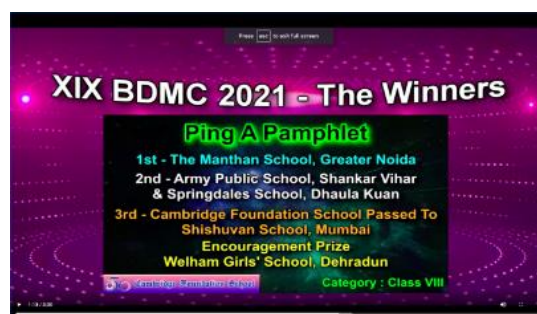 Press esc to exit full screen
XIX BDMC 2021 - The Winners
Ping A Pamphlet
1st - The Manthan School, Greater Noida
2nd - Army Public School, Shankar Vihar
& Springdales School, Dhaula Kuan
3rd - Cambridge Foundation School Passed To
Shishuvan School, Mumbai
Encouragement Prize
Welham Girls' School, Dehradun
Cambridge Foundation School
Category : Class VIII